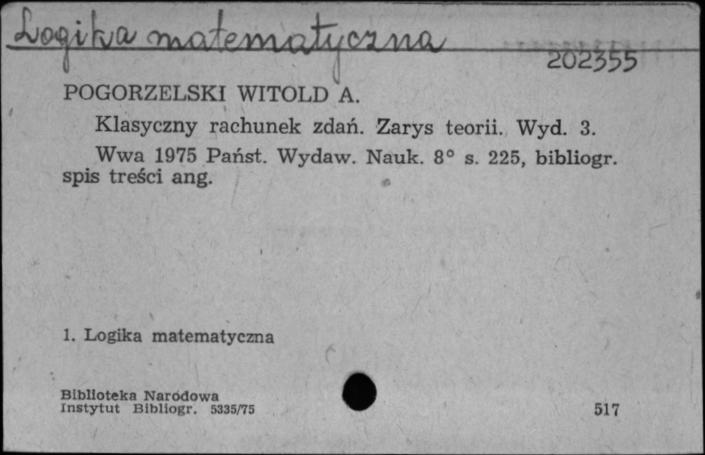 Logika matematyczna
202355
POGORZELSKI WITOLD A.
Klasyczny rachunek zdań. Zarys teorii. Wyd. 3.
Wwa 1975 Państ. Wydaw. Nauk. 8° s. 225, bibliogr.
spis treści ang.
1. Logika matematyczna
Biblioteka Narodowa
Instytut Bibliogr. 5335/75
517